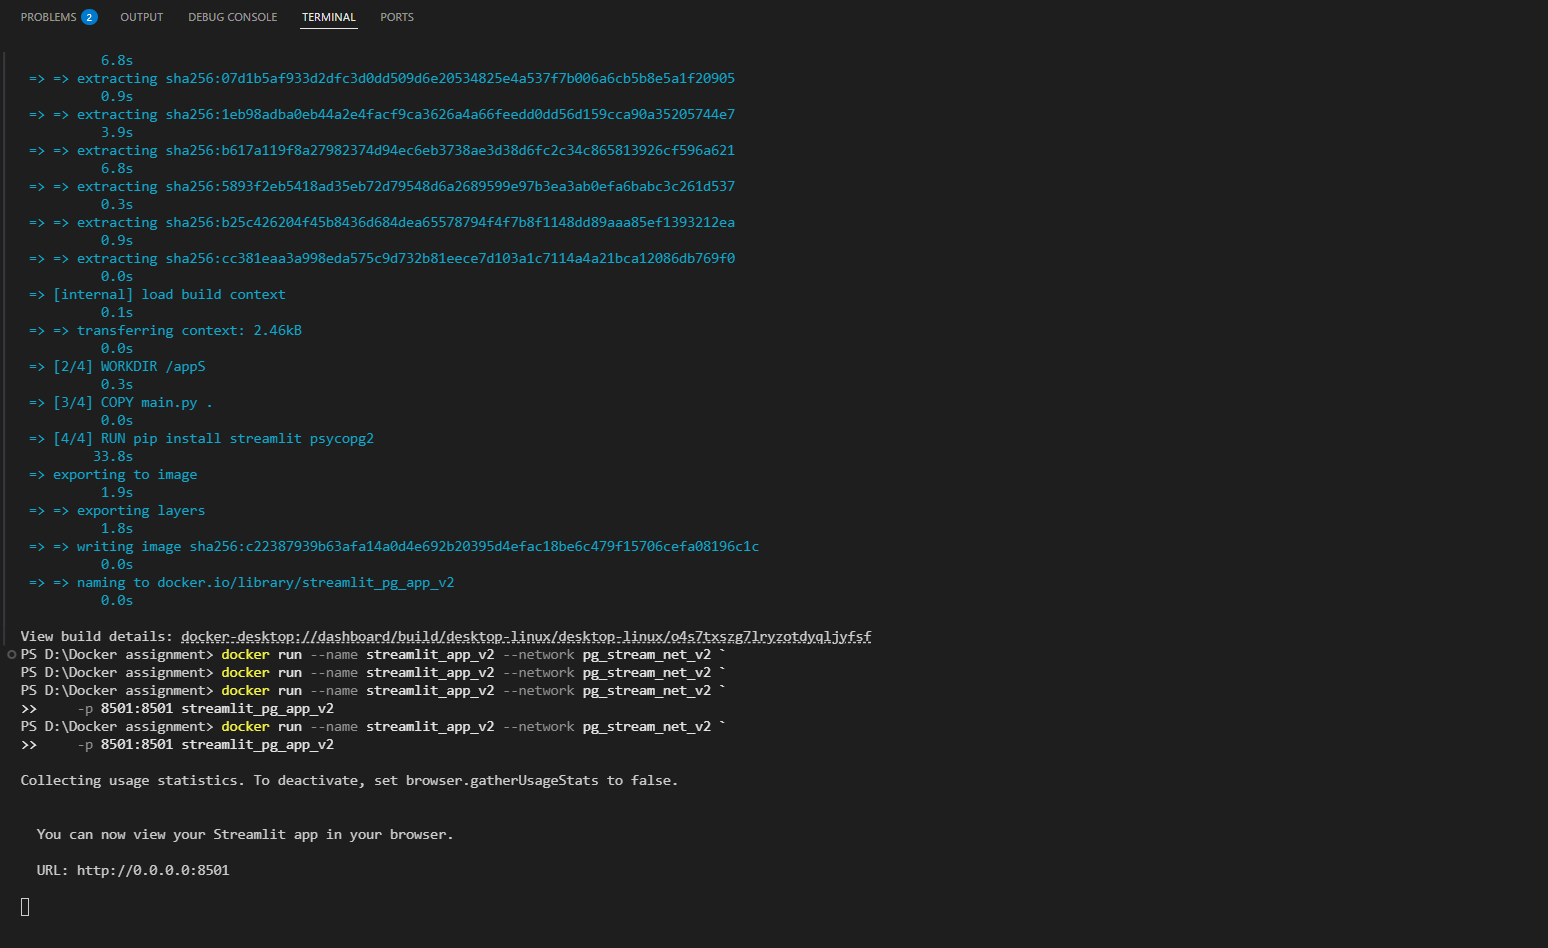 PROBLEMS 2 OUTPUT DEBUG CONSOLE TERMINAL PORTS
6.8s
=> => extracting sha256:07d1b5af933d2dfc3d0dd509d6e20534825e4a537f7b006a6cb5b8e5a1f20905
0.9s
=> => extracting sha256:1eb98adba0eb44a2e4facf9ca3626a4a66feedd0dd56d159cca90a35205744e7
3.9s
=> => extracting sha256:b617a119f8a27982374d94ec6eb3738ae3d38d6fc2c34c865813926cf596a621
6.8s
=> => extracting sha256:5893f2eb5418ad35eb72d79548d6a2689599e97b3ea3ab0efa6babc3c261d537
0.3s
=> => extracting sha256:b25c426204f45b8436d684dea65578794f4f7b8f1148dd89aaa85ef1393212ea
0.9s
=> => extracting sha256:cc381eaa3a998eda575c9d732b81eece7d103a1c7114a4a21bca12086db769f0
0.0s
=> [internal] load build context
0.1s
=> => transferring context: 2.46kB
0.0s
=> [2/4] WORKDIR /appS
0.3s
=> [3/4] COPY main.py .
0.0s
=> [4/4] RUN pip install streamlit psycopg2
33.8s
=> exporting to image
1.9s
=> => exporting layers
1.8s
=> => writing image sha256:c22387939b63afa14a0d4e692b20395d4efac18be6c479f15706cefa08196c1c
0.0s
=> => naming to docker.io/library/streamlit_pg_app_v2
0.0s
View build details: docker-desktop://dashboard/build/desktop-linux/desktop-linux/o4s7txszg7lryzotdyqljyfsf
PS D:\Docker assignment> docker run --name streamlit_app_v2 --network pg_stream_net_v2 `
PS D:\Docker assignment> docker run --name streamlit_app_v2 --network pg_stream_net_v2 `
PS D:\Docker assignment> docker run --name streamlit_app_v2 --network pg_stream_net_v2 `
>> -p 8501:8501 streamlit_pg_app_v2
PS D:\Docker assignment> docker run --name streamlit_app_v2 --network pg_stream_net_v2 `
>> -p 8501:8501 streamlit_pg_app_v2
Collecting usage statistics. To deactivate, set browser.gatherUsageStats to false.
You can now view your Streamlit app in your browser.
URL: http://0.0.0.0:8501